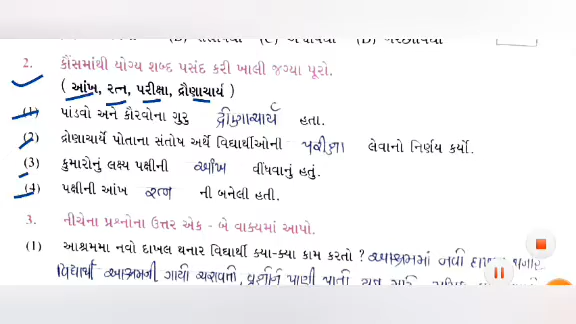 2. કૌંસમાંથી યોગ્ય શબ્દ પસંદ કરી ખાલી જગ્યા પૂરો.
( આંખ, રત્ન, પરીક્ષા, દ્રૌણાચાર્ય )
(1) પાંડવો અને કૌરવોના ગુરુ દ્રોણાચાર્ય હતા.
(2) દ્રોણાચાર્યે પોતાના સંતોષ અર્થે વિદ્યાર્થીઓની પરીક્ષા લેવાનો નિર્ણય કર્યો.
(3) કુમારોનું લક્ષ્ય પક્ષીની આંખ વીંધવાનું હતું.
(4) પક્ષીની આંખ રત્ન ની બનેલી હતી.
3. નીચેના પ્રશ્નોના ઉત્તર એક - બે વાક્યમાં આપો.
(1) આશ્રમમા નવો દાખલ થનાર વિદ્યાર્થી ક્યા-ક્યા કામ કરતો ? આશ્રમમાં નવો દાખલ થનાર
વિદ્યાર્થી આશ્રમની ગાયો ચરાવતો, વૃક્ષોને પાણી પાતો